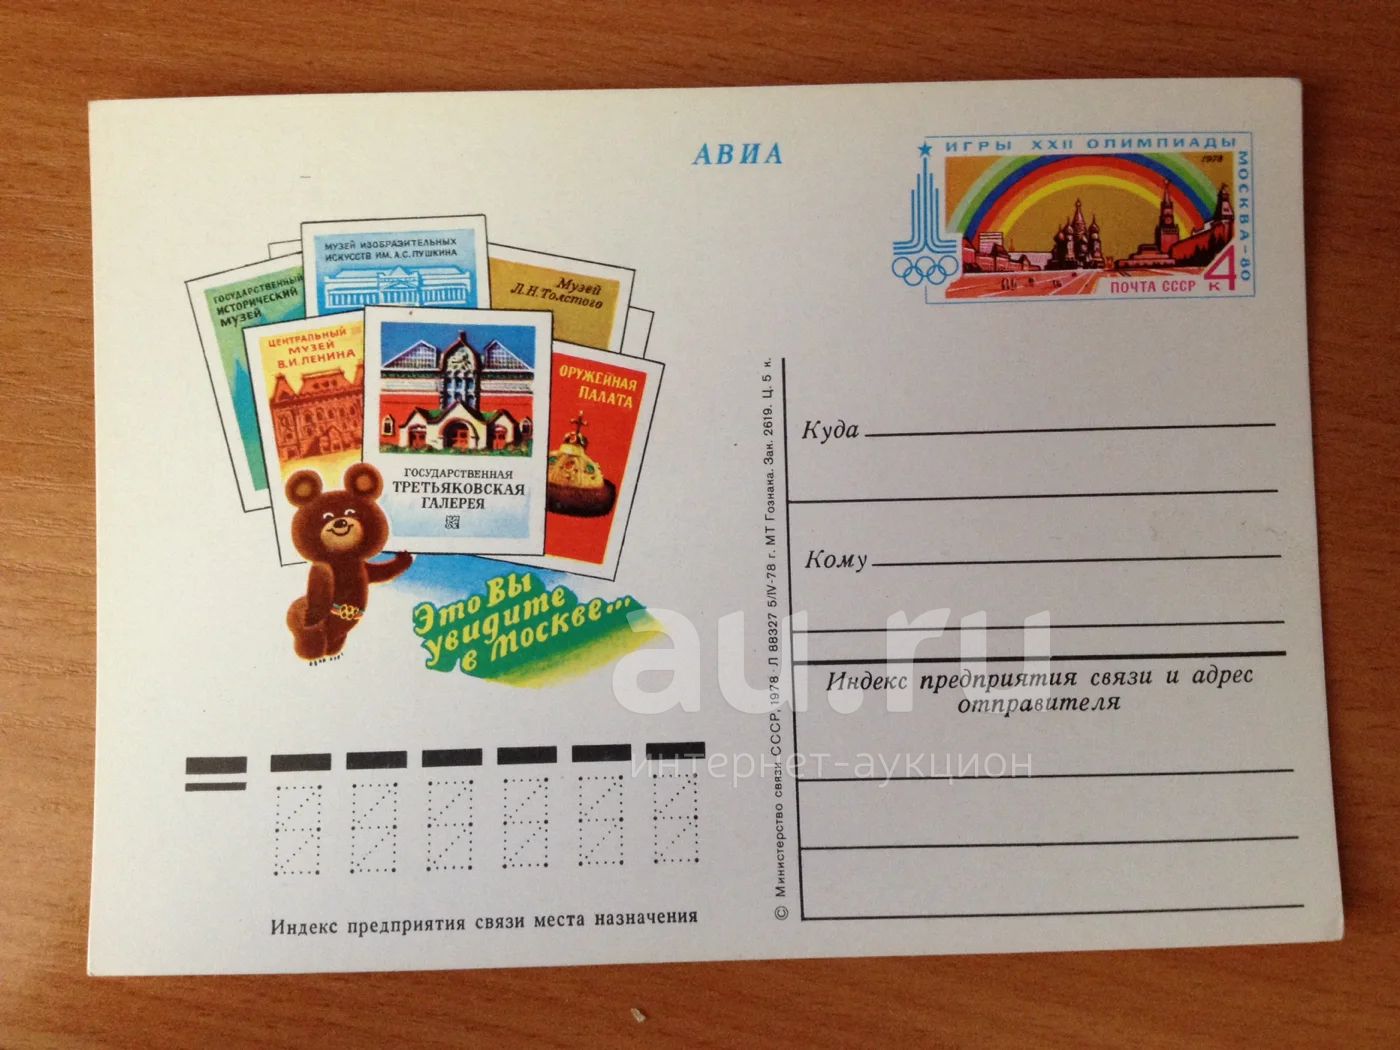 АВИА
ИГРЫ XXII ОЛИМПИАДЫ
МОСКВА-80
1978
ПОЧТА СССР
4
К
МУЗЕЙ ИЗОБРАЗИТЕЛЬНЫХ
ИСКУССТВ ИМ. А.С. ПУШКИНА
ГОСУДАРСТВЕННЫЙ
ИСТОРИЧЕСКИЙ
МУЗЕЙ
Музей
Л.Н.Толстого
ЦЕНТРАЛЬНЫЙ
МУЗЕЙ
В.И.ЛЕНИНА
ОРУЖЕЙНАЯ
ПАЛАТА
ГОСУДАРСТВЕННАЯ
ТРЕТЬЯКОВСКАЯ
ГАЛЕРЕЯ
Это Вы
увидите
в Москве...
Куда
Кому
Индекс предприятия связи и адрес
отправителя
Индекс предприятия связи места назначения
© Министерство связи СССР, 1978 · Л 88327 5/IV-78 г. МТ Гознака. Зак. 2619. Ц. 5 к.
au.ru
интернет-аукцион